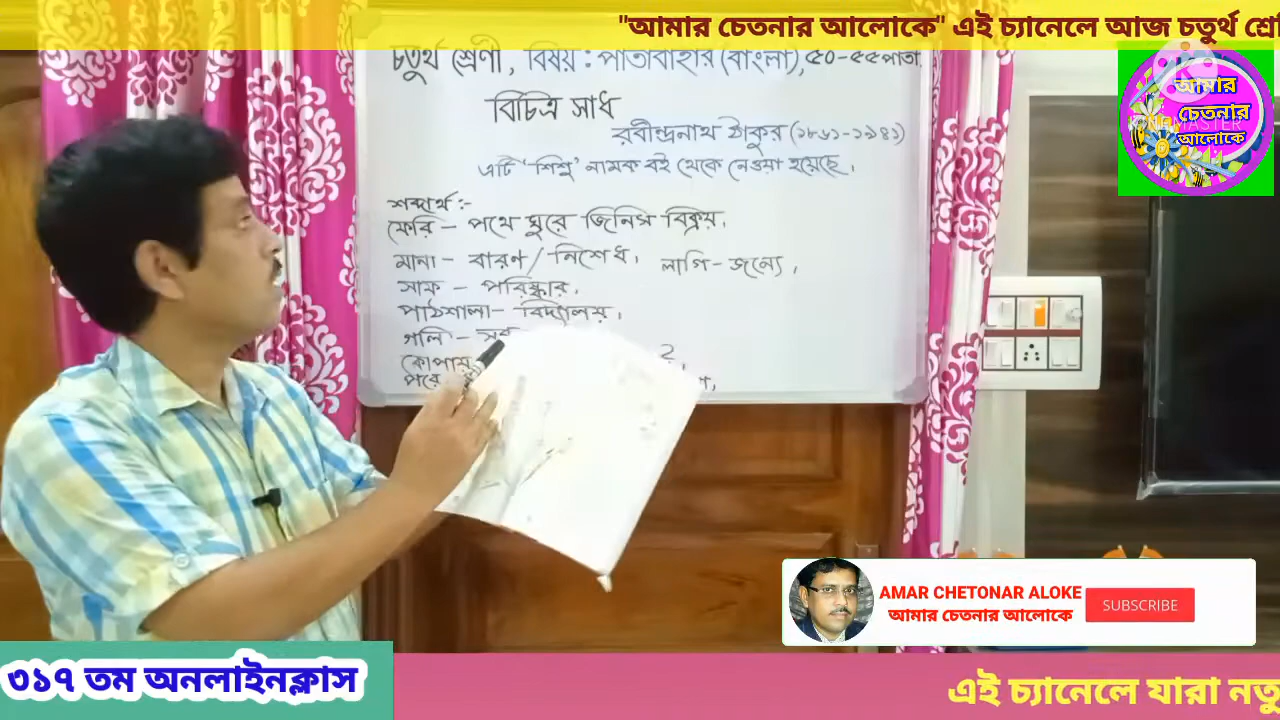 "আমার চেতনার আলোকে" এই চ্যানেলে আজ চতুর্থ শ্রেণি
চতুর্থ শ্রেণী, বিষয় : পাতাবাহার (বাংলা), ৫০-৫৫ পাতা
বিচিত্র সাধ
রবীন্দ্রনাথ ঠাকুর (১৮৬১-১৯৪১)
এটি 'শিশু' নামক বই থেকে নেওয়া হয়েছে।
শব্দার্থ :-
ফেরি - পথে ঘুরে জিনিস বিক্রয়।
মানা - বারণ/নিশেধ। লাগি - জন্যে।
সাফ - পরিষ্কার।
পাঠশালা - বিদ্যালয়।
গলি -
কোপায়
পরে
আমার
চেতনার
আলোকে
AMAR CHETONAR ALOKE
আমার চেতনার আলোকে
SUBSCRIBE
৩১৭ তম অনলাইনক্লাস
এই চ্যানেলে যারা নতু